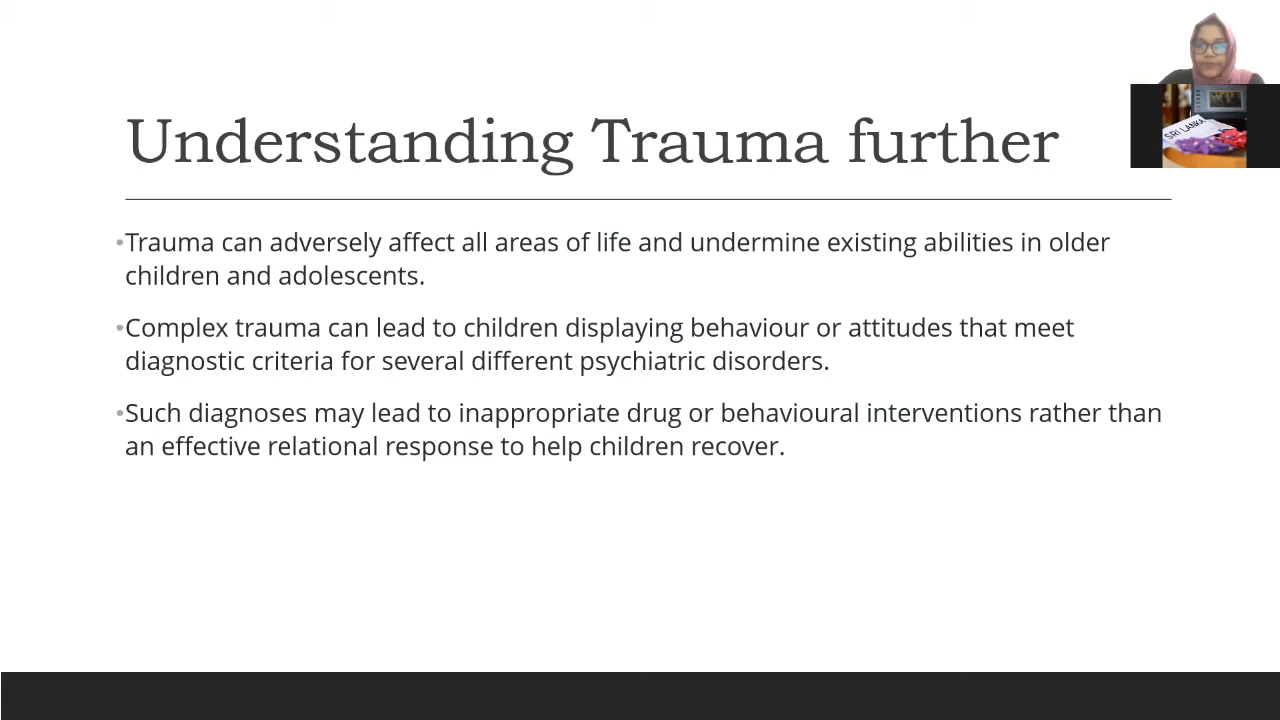 Understanding Trauma further
•Trauma can adversely affect all areas of life and undermine existing abilities in older
children and adolescents.
•Complex trauma can lead to children displaying behaviour or attitudes that meet
diagnostic criteria for several different psychiatric disorders.
•Such diagnoses may lead to inappropriate drug or behavioural interventions rather than
an effective relational response to help children recover.
SRI LANKA